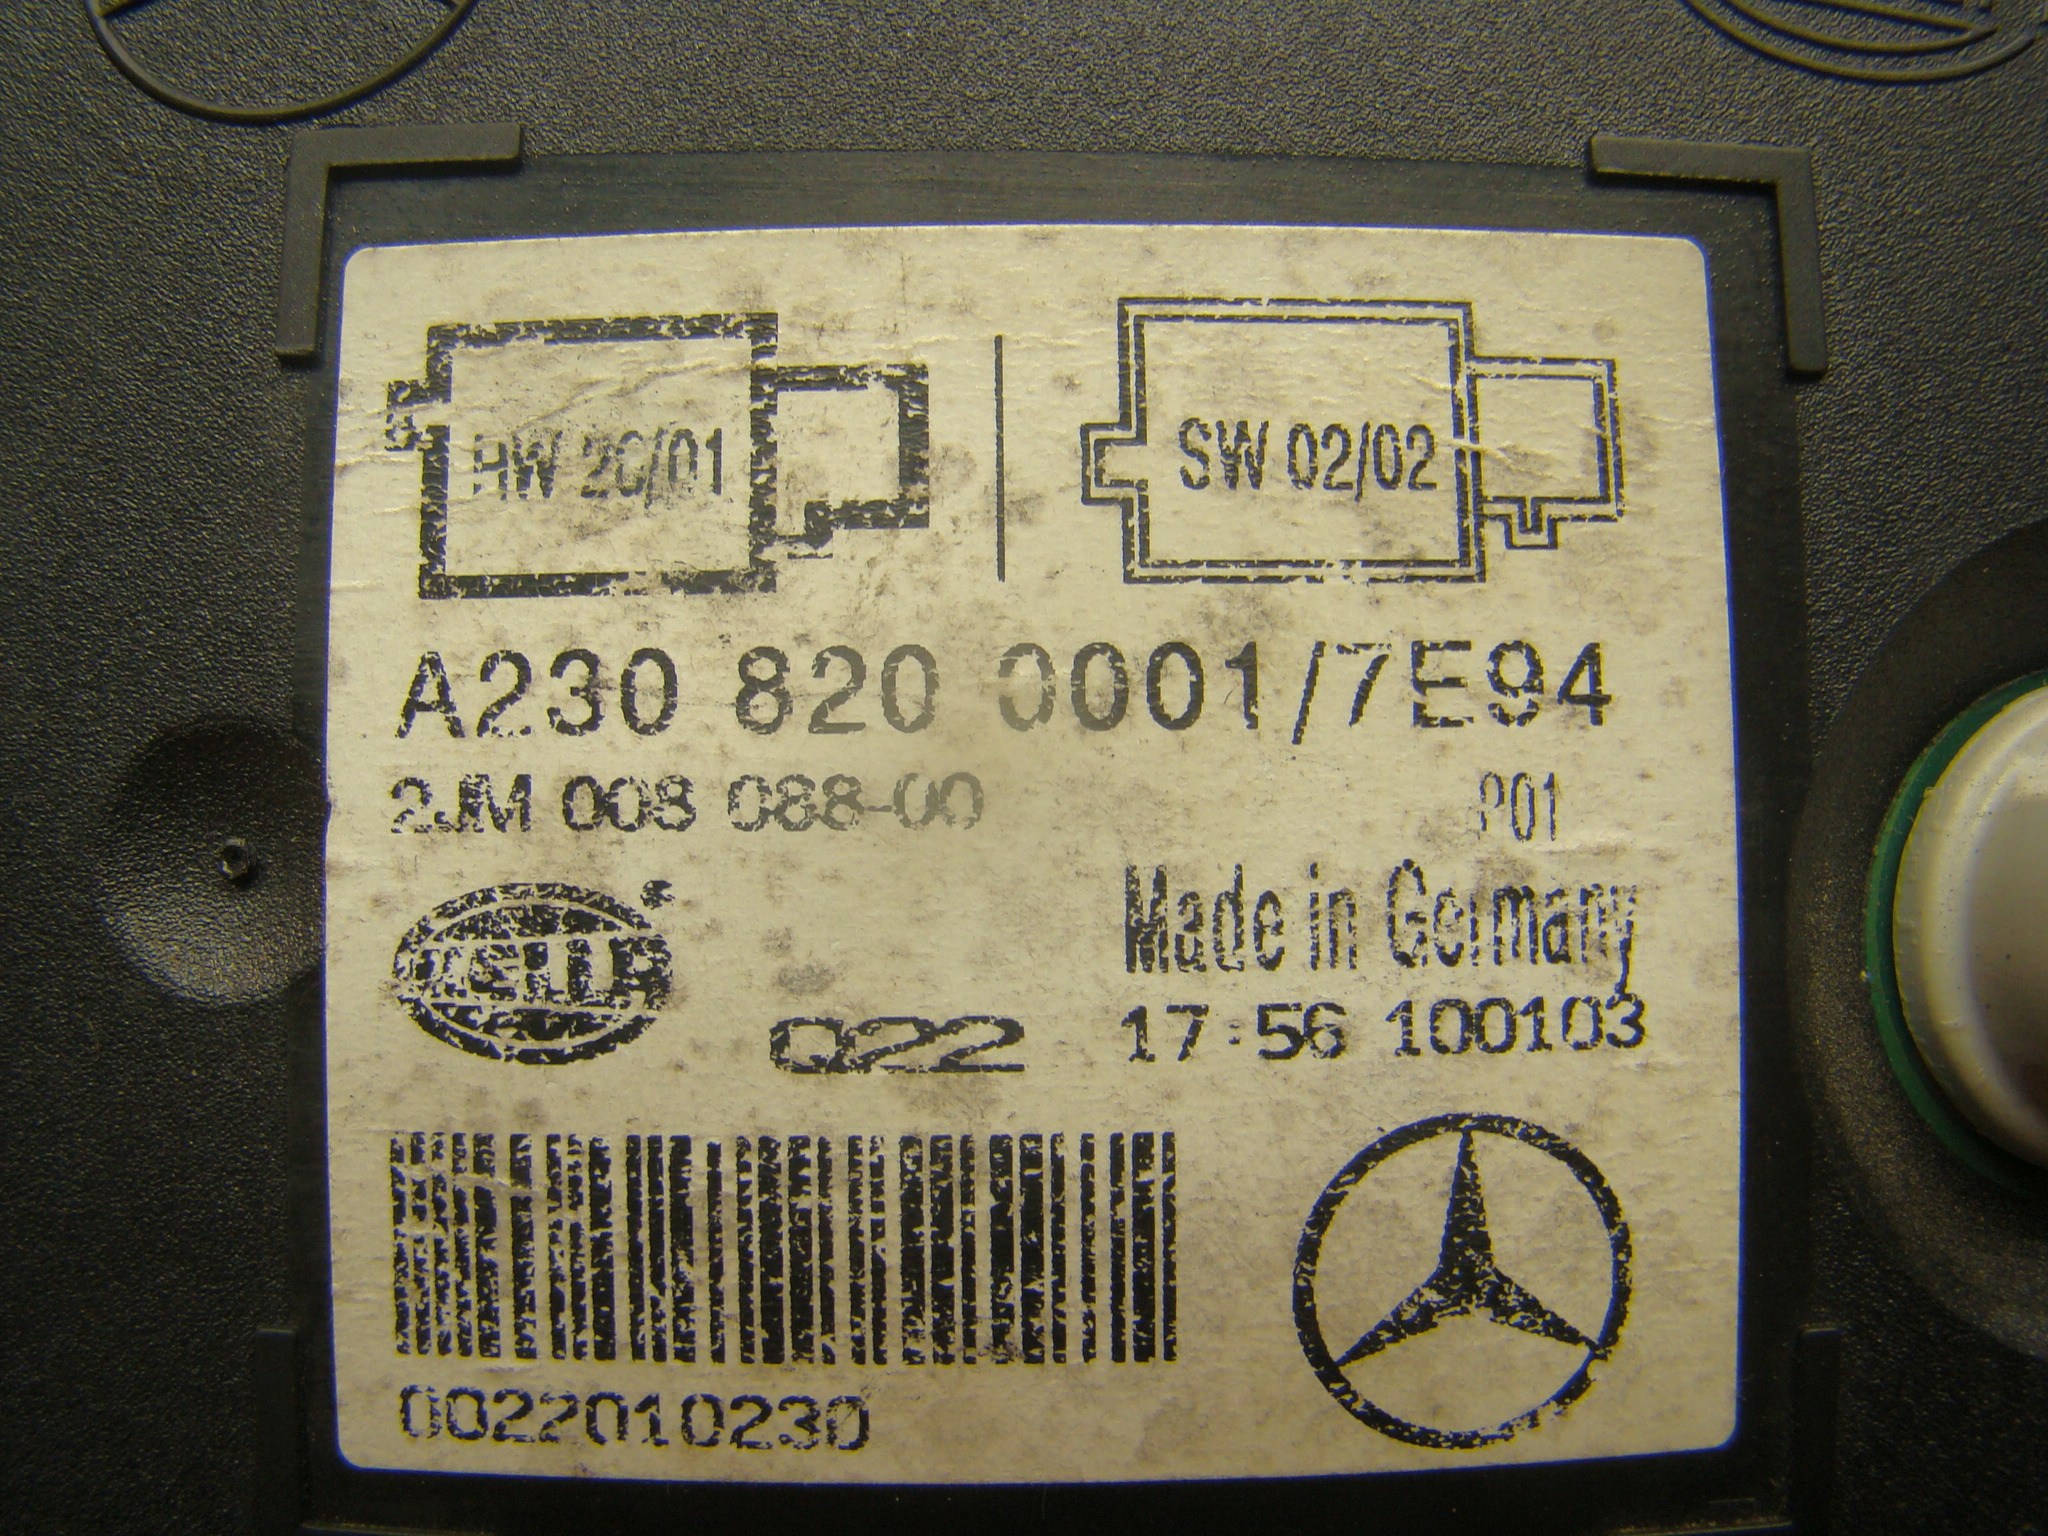 HW 2C/01
SW 02/02
A230 820 0001/7E94
2JM 008 088-00
P01
HELLA
Made in Germany
022
17:56 100103
0022010230